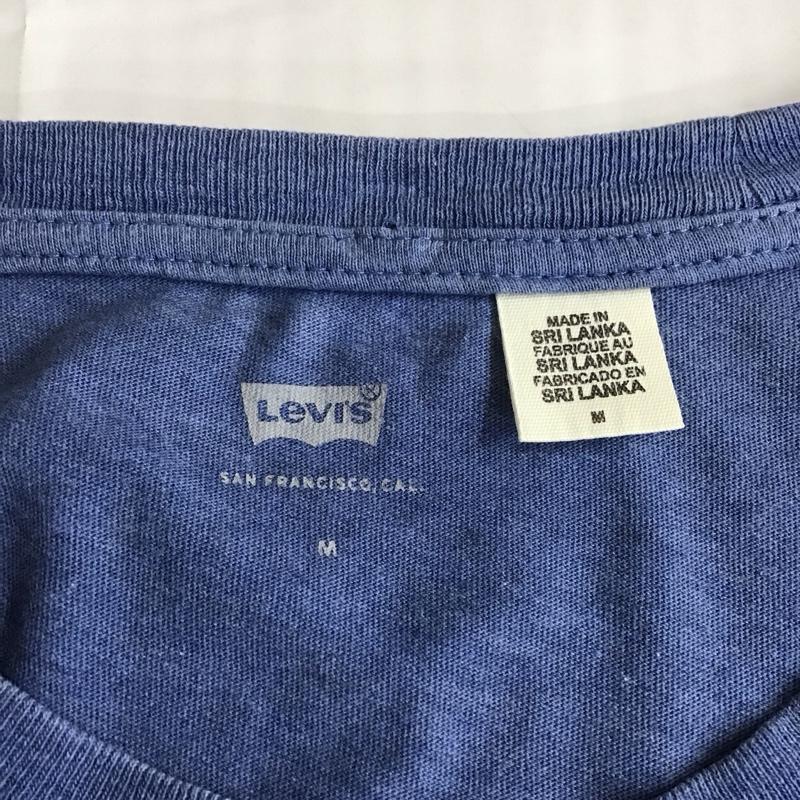 Levi's®
SAN FRANCISCO, CAL.
M
MADE IN
SRI LANKA
FABRIQUE AU
SRI LANKA
FABRICADO EN
SRI LANKA
M